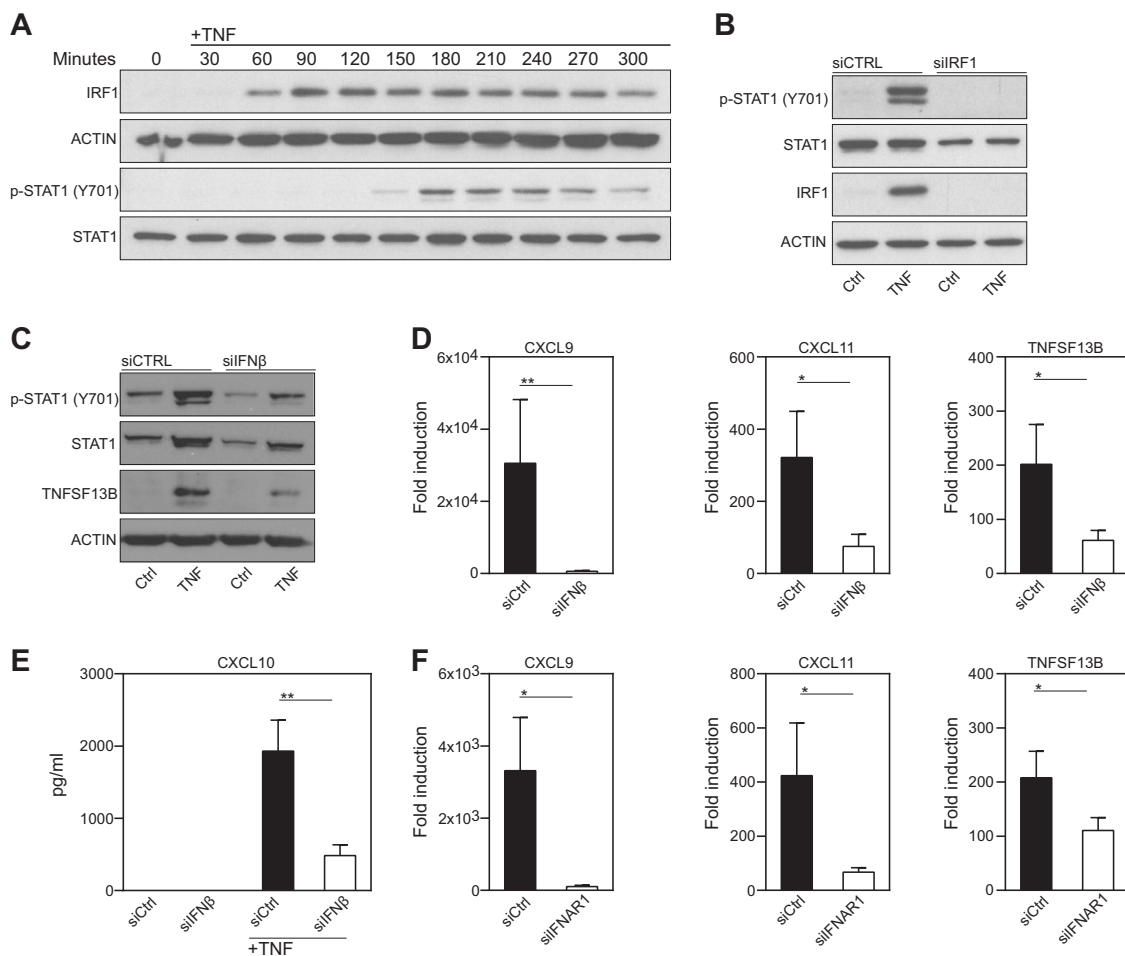 A
+TNF
Minutes 0 30 60 90 120 150 180 210 240 270 300
IRF1
ACTIN
p-STAT1 (Y701)
STAT1
B
siCTRL siIRF1
p-STAT1 (Y701)
STAT1
IRF1
ACTIN
Ctrl TNF Ctrl TNF
C
siCTRL siIFNβ
p-STAT1 (Y701)
STAT1
TNFSF13B
ACTIN
Ctrl TNF Ctrl TNF
D
CXCL9
Fold induction
6x10⁴
4x10⁴
2x10⁴
0
**
siCtrl siIFNβ
CXCL11
Fold induction
600
400
200
0
*
siCtrl siIFNβ
TNFSF13B
Fold induction
400
300
200
100
0
*
siCtrl siIFNβ
E
CXCL10
pg/ml
3000
2000
1000
0
**
siCtrl siIFNβ siCtrl siIFNβ
+TNF
F
CXCL9
Fold induction
6x10³
4x10³
2x10³
0
*
siCtrl siIFNAR1
CXCL11
Fold induction
800
600
400
200
0
*
siCtrl siIFNAR1
TNFSF13B
Fold induction
400
300
200
100
0
*
siCtrl siIFNAR1